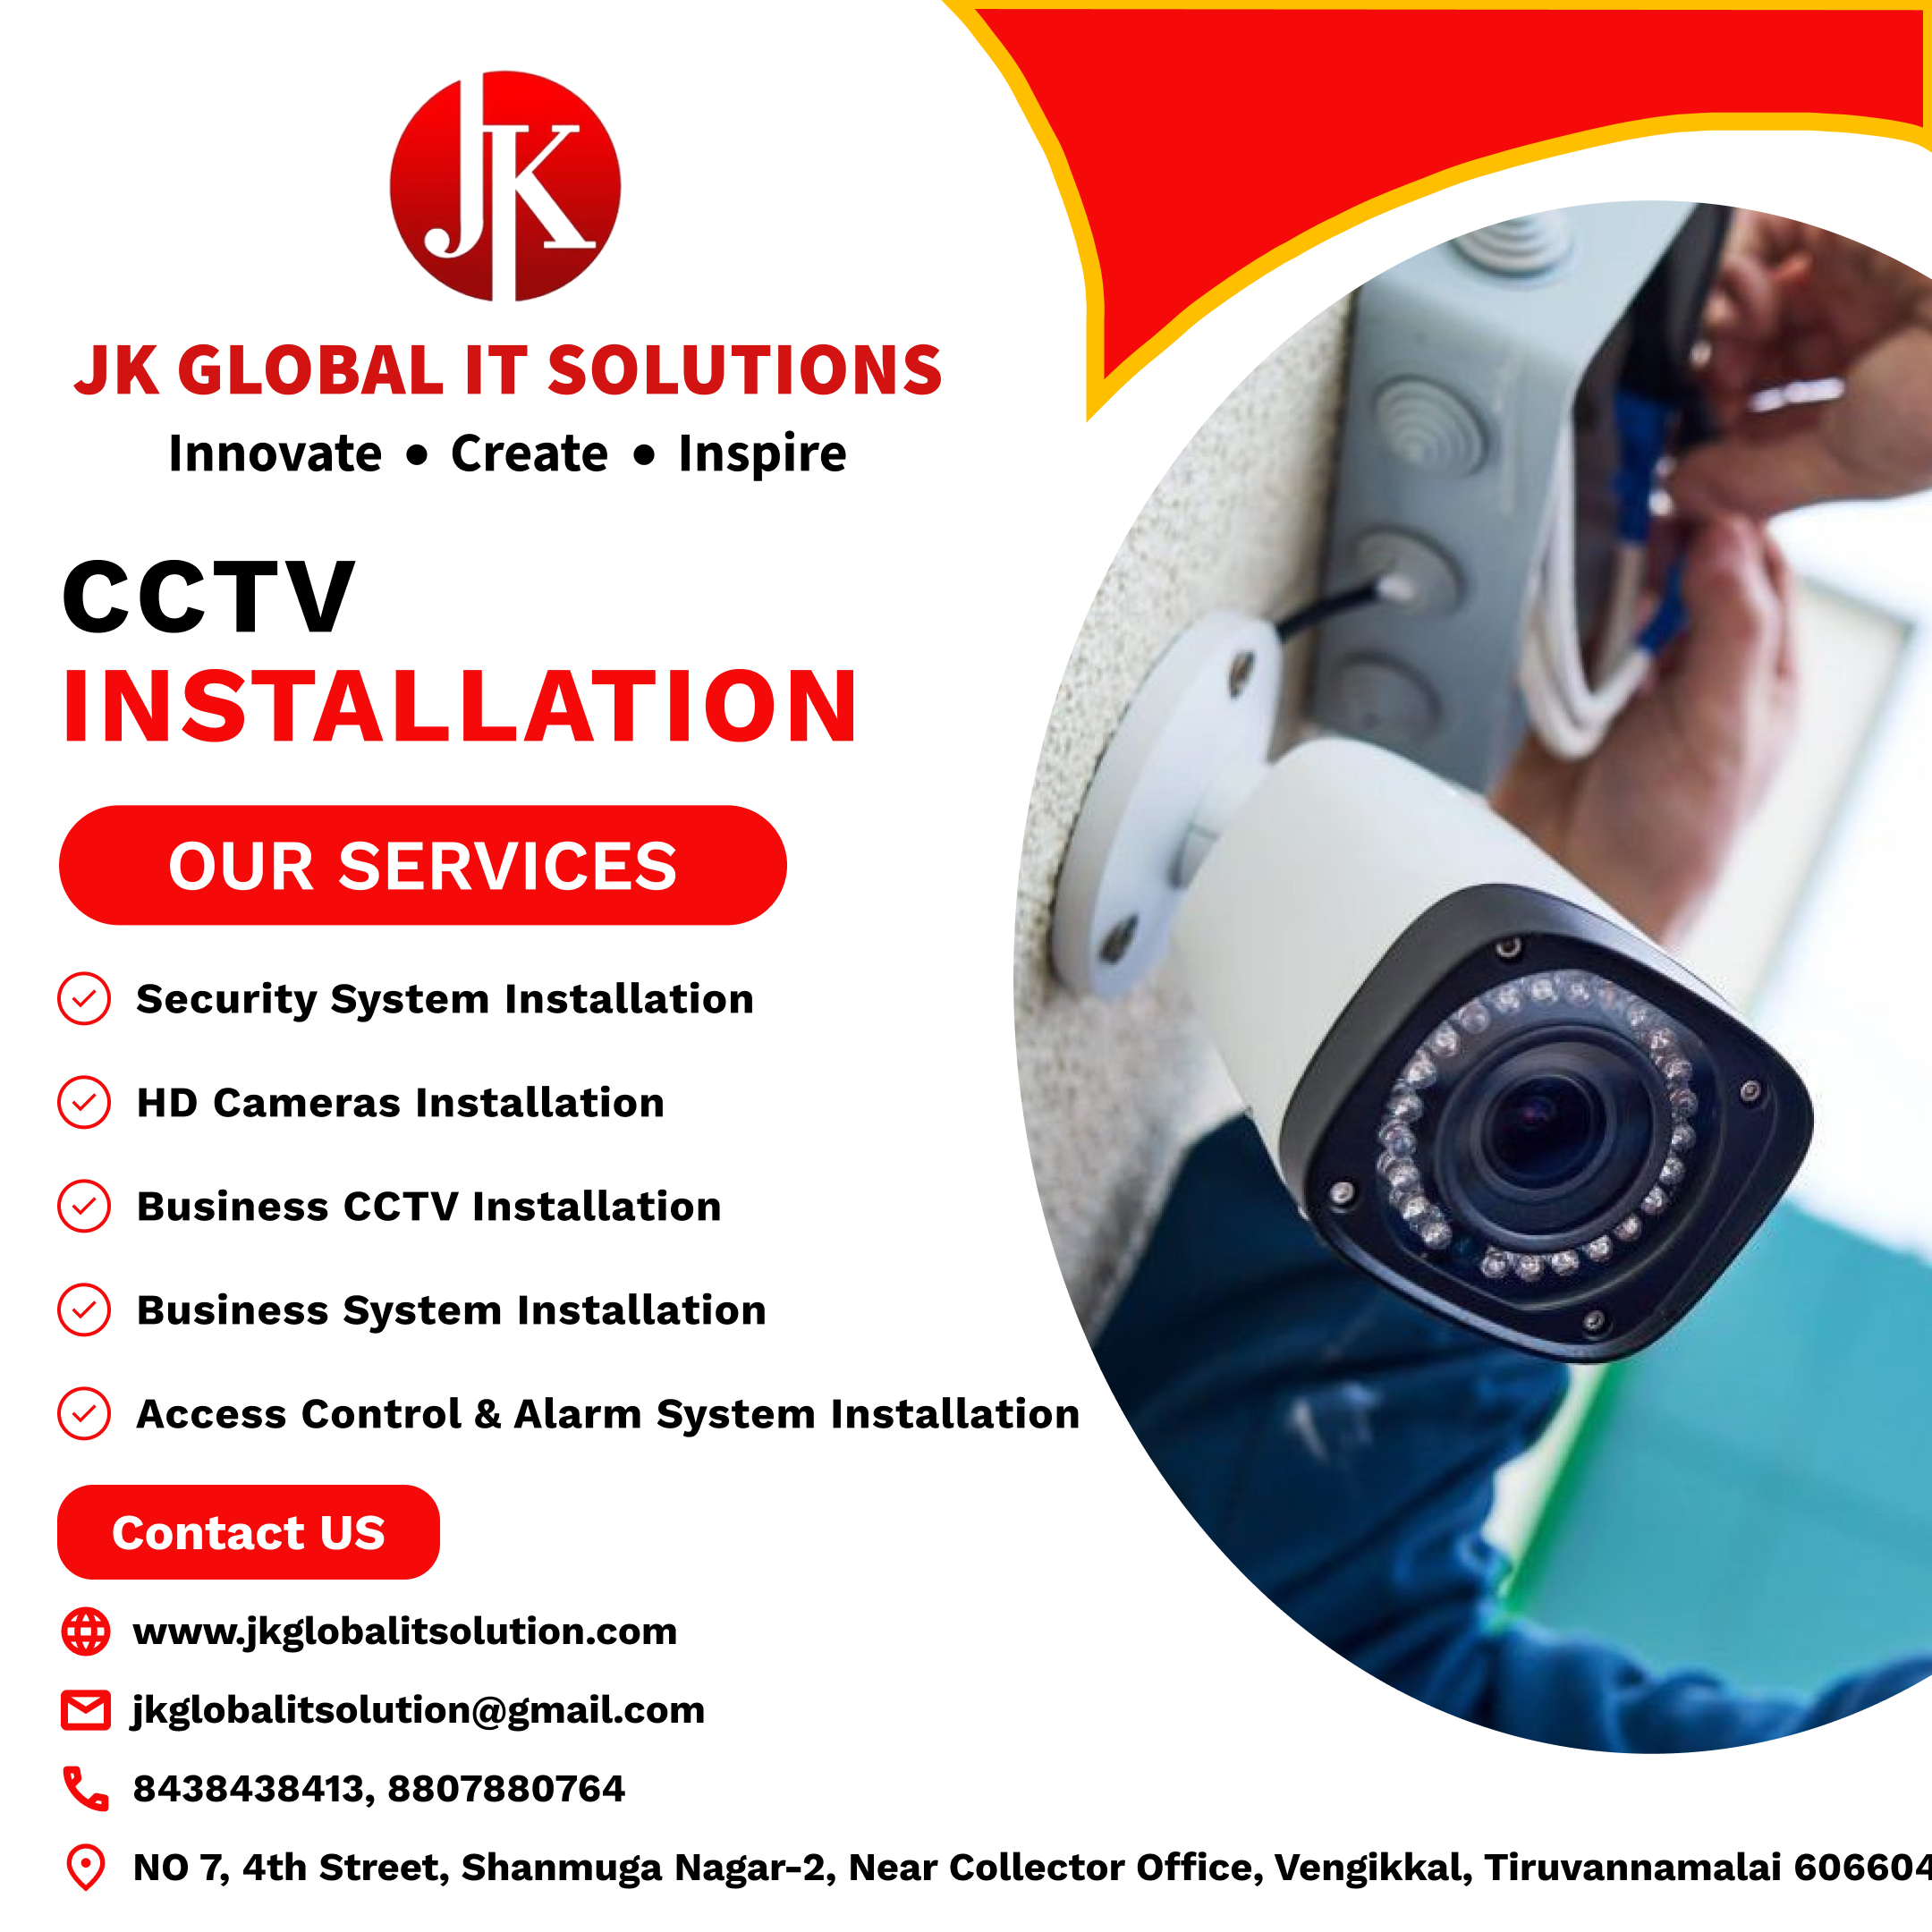 JK
JK GLOBAL IT SOLUTIONS
Innovate • Create • Inspire
CCTV
INSTALLATION
OUR SERVICES
Security System Installation
HD Cameras Installation
Business CCTV Installation
Business System Installation
Access Control & Alarm System Installation
Contact US
www.jkglobalitsolution.com
jkglobalitsolution@gmail.com
8438438413, 8807880764
NO 7, 4th Street, Shanmuga Nagar-2, Near Collector Office, Vengikkal, Tiruvannamalai 606604